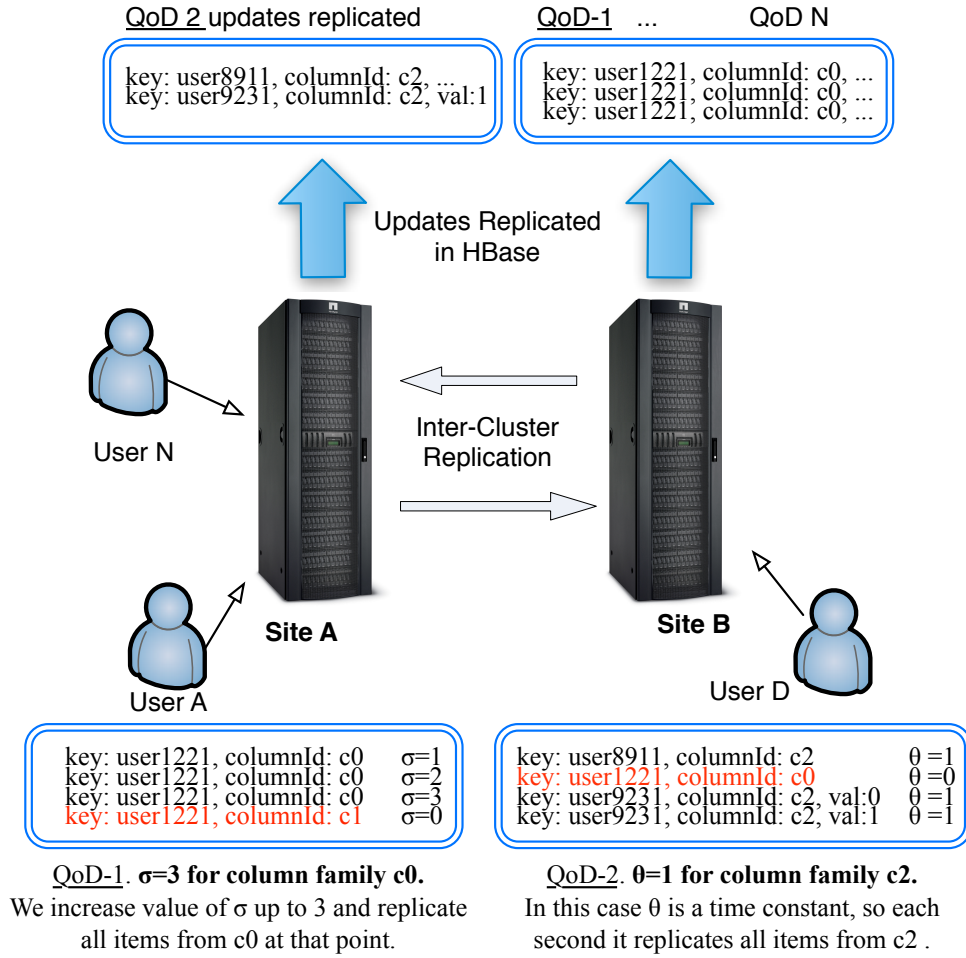 QoD 2 updates replicated
QoD-1 ... QoD N
key: user8911, columnId: c2, ...
key: user9231, columnId: c2, val:1
key: user1221, columnId: c0, ...
key: user1221, columnId: c0, ...
key: user1221, columnId: c0, ...
Updates Replicated
in HBase
User N
Inter-Cluster
Replication
Site A
Site B
User A
User D
key: user1221, columnId: c0 σ=1
key: user1221, columnId: c0 σ=2
key: user1221, columnId: c0 σ=3
key: user1221, columnId: c1 σ=0
key: user8911, columnId: c2 θ =1
key: user1221, columnId: c0 θ =0
key: user9231, columnId: c2, val:0 θ =1
key: user9231, columnId: c2, val:1 θ =1
QoD-1. σ=3 for column family c0.
We increase value of σ up to 3 and replicate
all items from c0 at that point.
QoD-2. θ=1 for column family c2.
In this case θ is a time constant, so each
second it replicates all items from c2 .